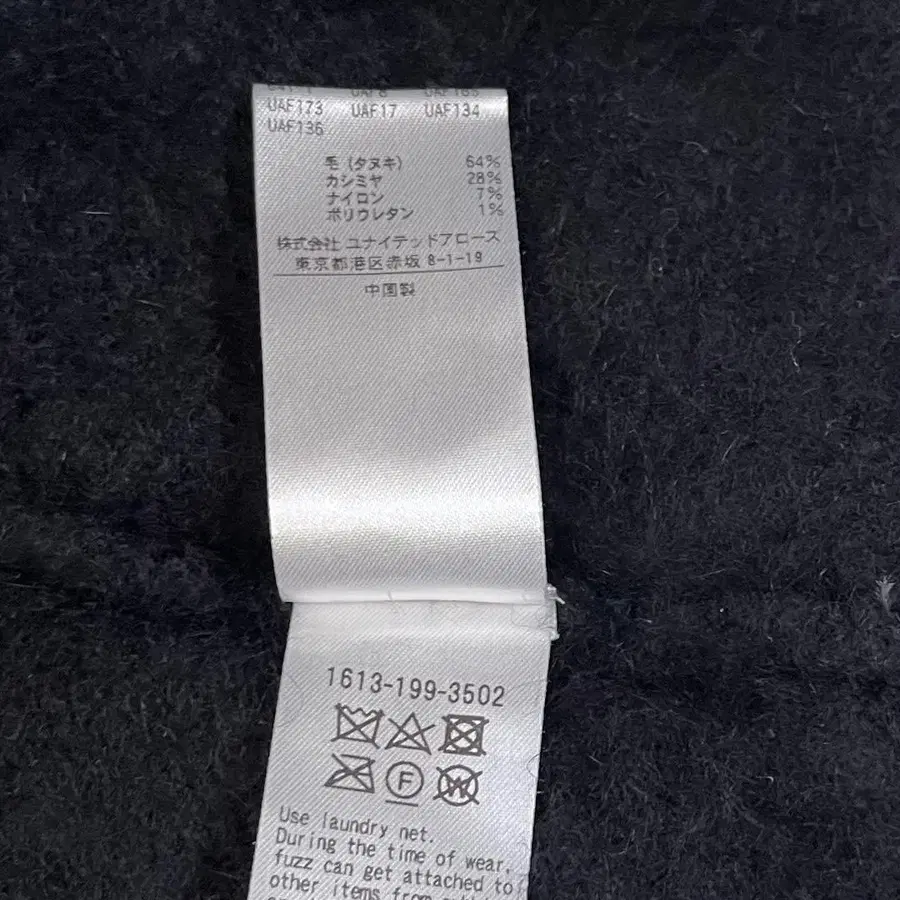 UAF173 UAF17 UAF134
UAF136
毛 (タヌキ) 64%
カシミヤ 28%
ナイロン 7%
ポリウレタン 1%
株式会社 ユナイテッドアローズ
東京都港区赤坂 8-1-19
中国製
1613-199-3502
F
W
Use laundry net.
During the time of wear,
fuzz can get attached to
other items from